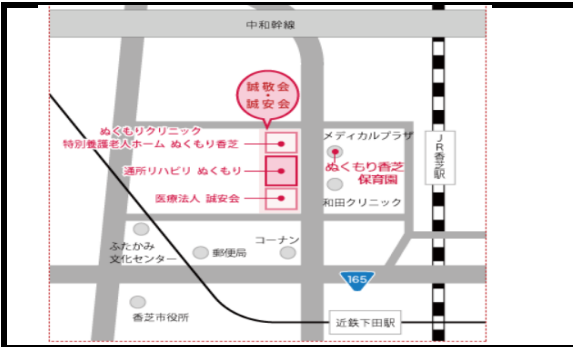 中和幹線
誠敬会
・
誠安会
ぬくもりクリニック
特別養護老人ホーム ぬくもり香芝
通所リハビリ ぬくもり
医療法人 誠安会
メディカルプラザ
ぬくもり香芝
保育園
和田クリニック
JR香芝駅
ふたかみ
文化センター
郵便局
コーナン
165
香芝市役所
近鉄下田駅